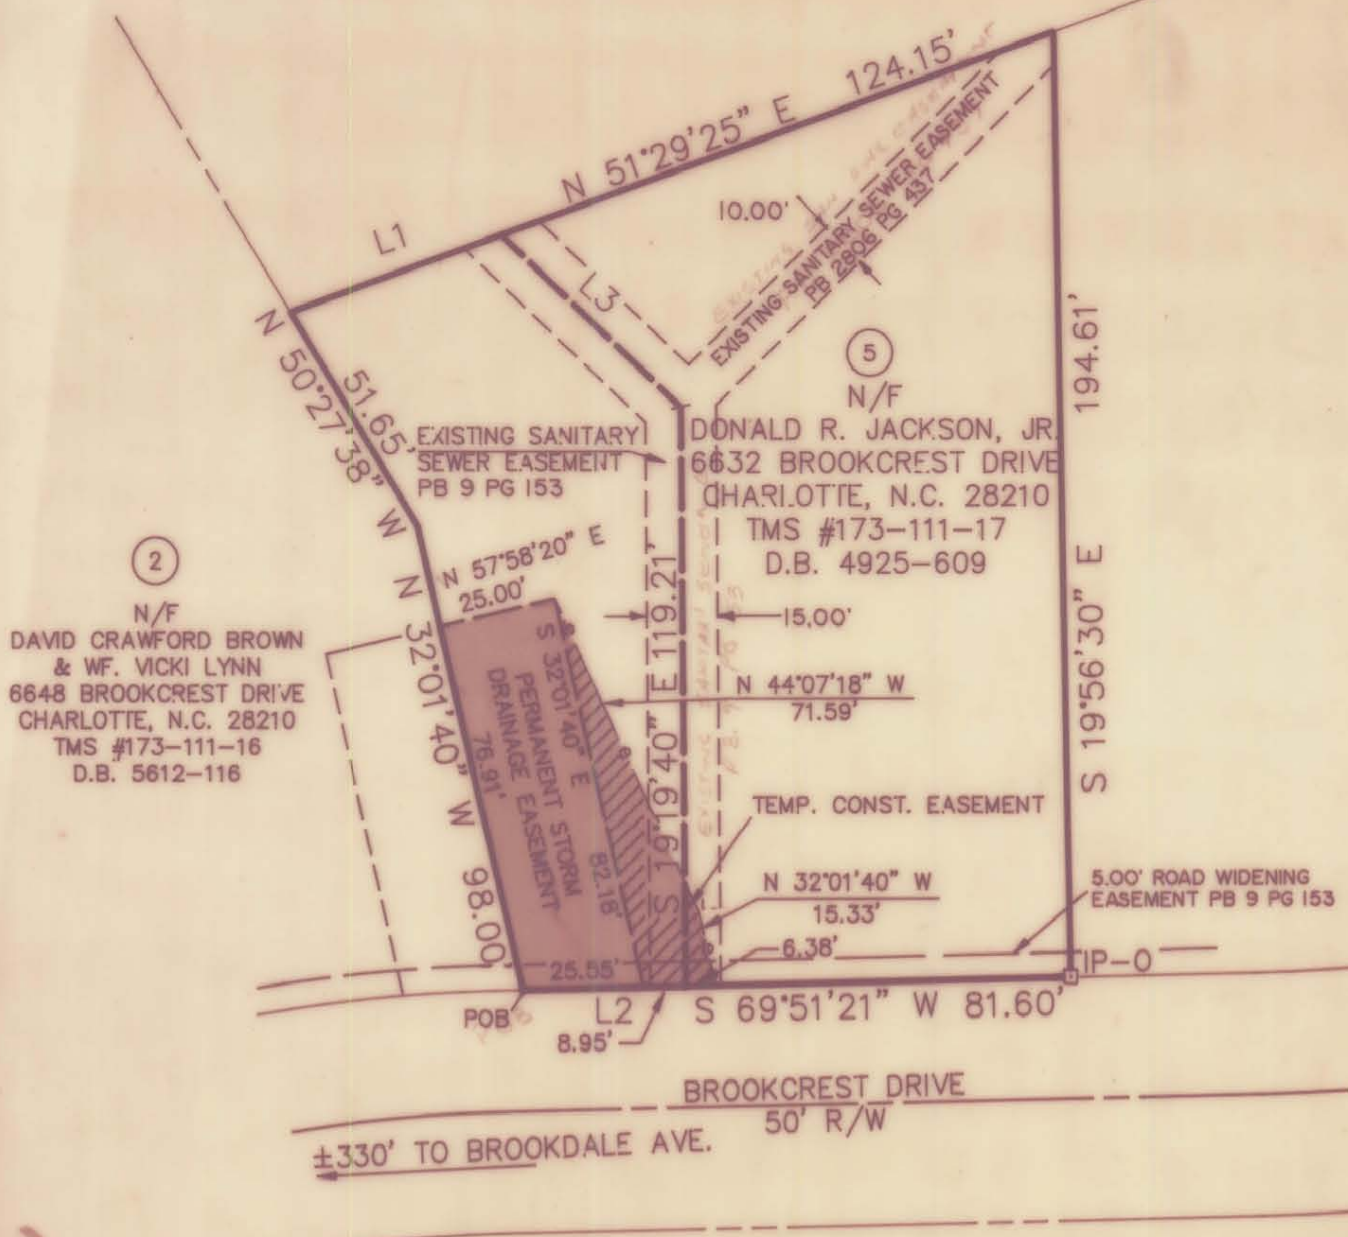 N 51°29'25" E 124.15'
L1
10.00'
EXISTING SANITARY SEWER EASEMENT
PB 2806 PG 437
L3
N 50°27'38" W
51.65'
194.61'
S 19°56'30" E
5
N/F
DONALD R. JACKSON, JR.
6632 BROOKCREST DRIVE
CHARLOTTE, N.C. 28210
TMS #173-111-17
D.B. 4925-609
EXISTING SANITARY
SEWER EASEMENT
PB 9 PG 153
2
N/F
DAVID CRAWFORD BROWN
& WF. VICKI LYNN
6648 BROOKCREST DRIVE
CHARLOTTE, N.C. 28210
TMS #173-111-16
D.B. 5612-116
N 57°58'20" E
25.00'
N 32°01'40" W 98.00'
S 32°01'40" E
82.18'
PERMANENT STORM
DRAINAGE EASEMENT
76.91'
S 19°19'40" E 119.21'
15.00'
N 44°07'18" W
71.59'
TEMP. CONST. EASEMENT
N 32°01'40" W
15.33'
6.38'
5.00' ROAD WIDENING
EASEMENT PB 9 PG 153
25.55'
IP-O
POB
L2
S 69°51'21" W 81.60'
8.95'
BROOKCREST DRIVE
50' R/W
±330' TO BROOKDALE AVE.